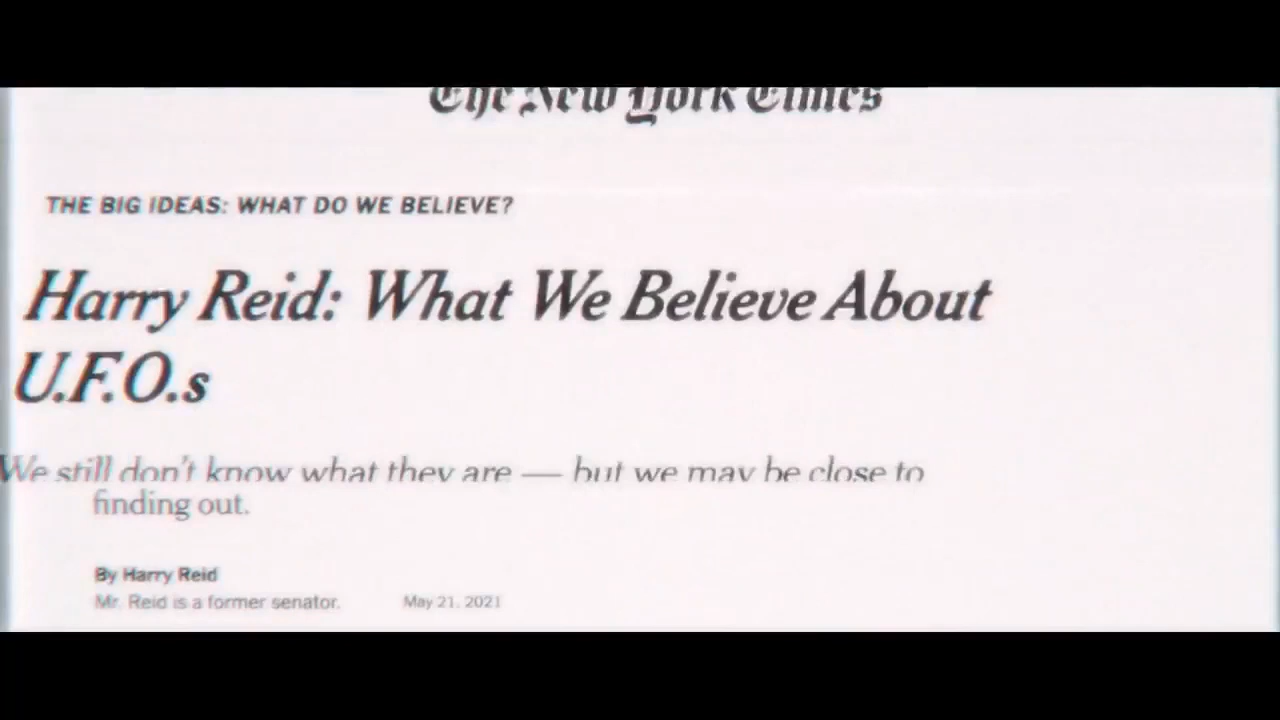 The New York Times
THE BIG IDEAS: WHAT DO WE BELIEVE?
Harry Reid: What We Believe About
U.F.O.s
We still don't know what they are — but we may be close to
finding out.
By Harry Reid
Mr. Reid is a former senator. May 21, 2021